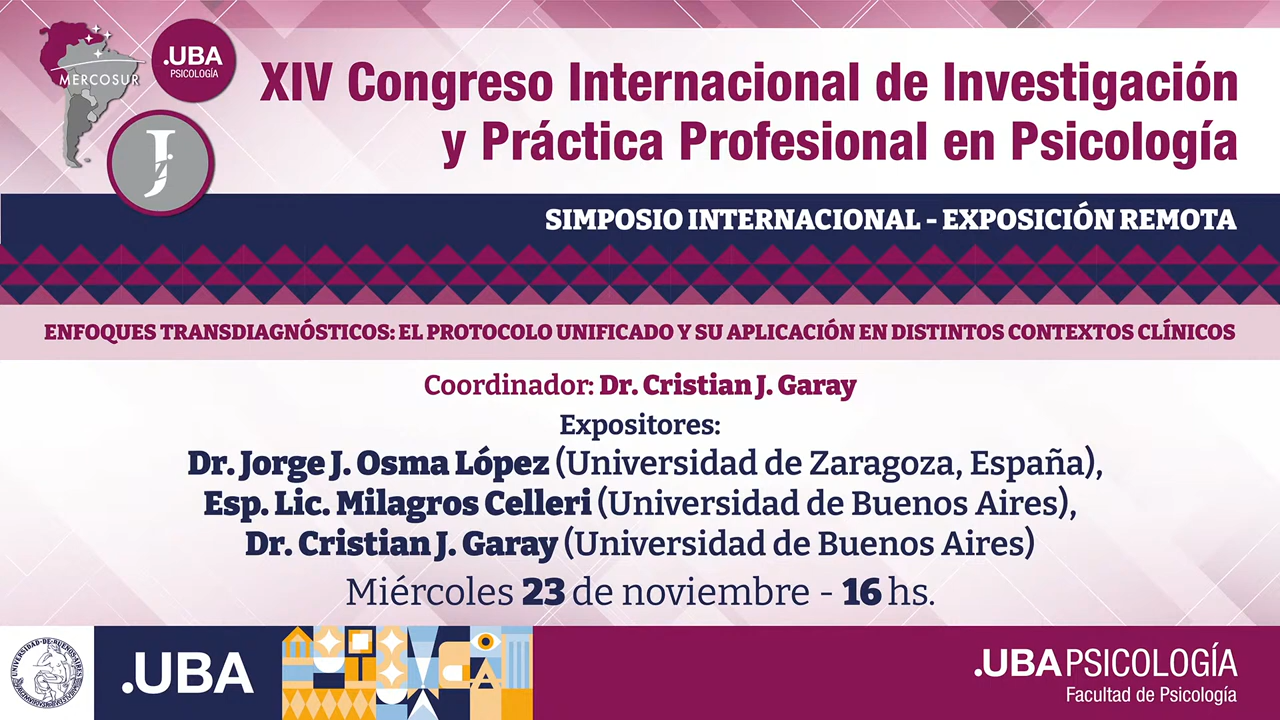 MERCOSUR
.UBA
PSICOLOGÍA
J
XIV Congreso Internacional de Investigación
y Práctica Profesional en Psicología
SIMPOSIO INTERNACIONAL - EXPOSICIÓN REMOTA
ENFOQUES TRANSDIAGNÓSTICOS: EL PROTOCOLO UNIFICADO Y SU APLICACIÓN EN DISTINTOS CONTEXTOS CLÍNICOS
Coordinador: Dr. Cristian J. Garay
Expositores:
Dr. Jorge J. Osma López (Universidad de Zaragoza, España),
Esp. Lic. Milagros Celleri (Universidad de Buenos Aires),
Dr. Cristian J. Garay (Universidad de Buenos Aires)
Miércoles 23 de noviembre - 16 hs.
.UBA
.UBAPSICOLOGÍA
Facultad de Psicología